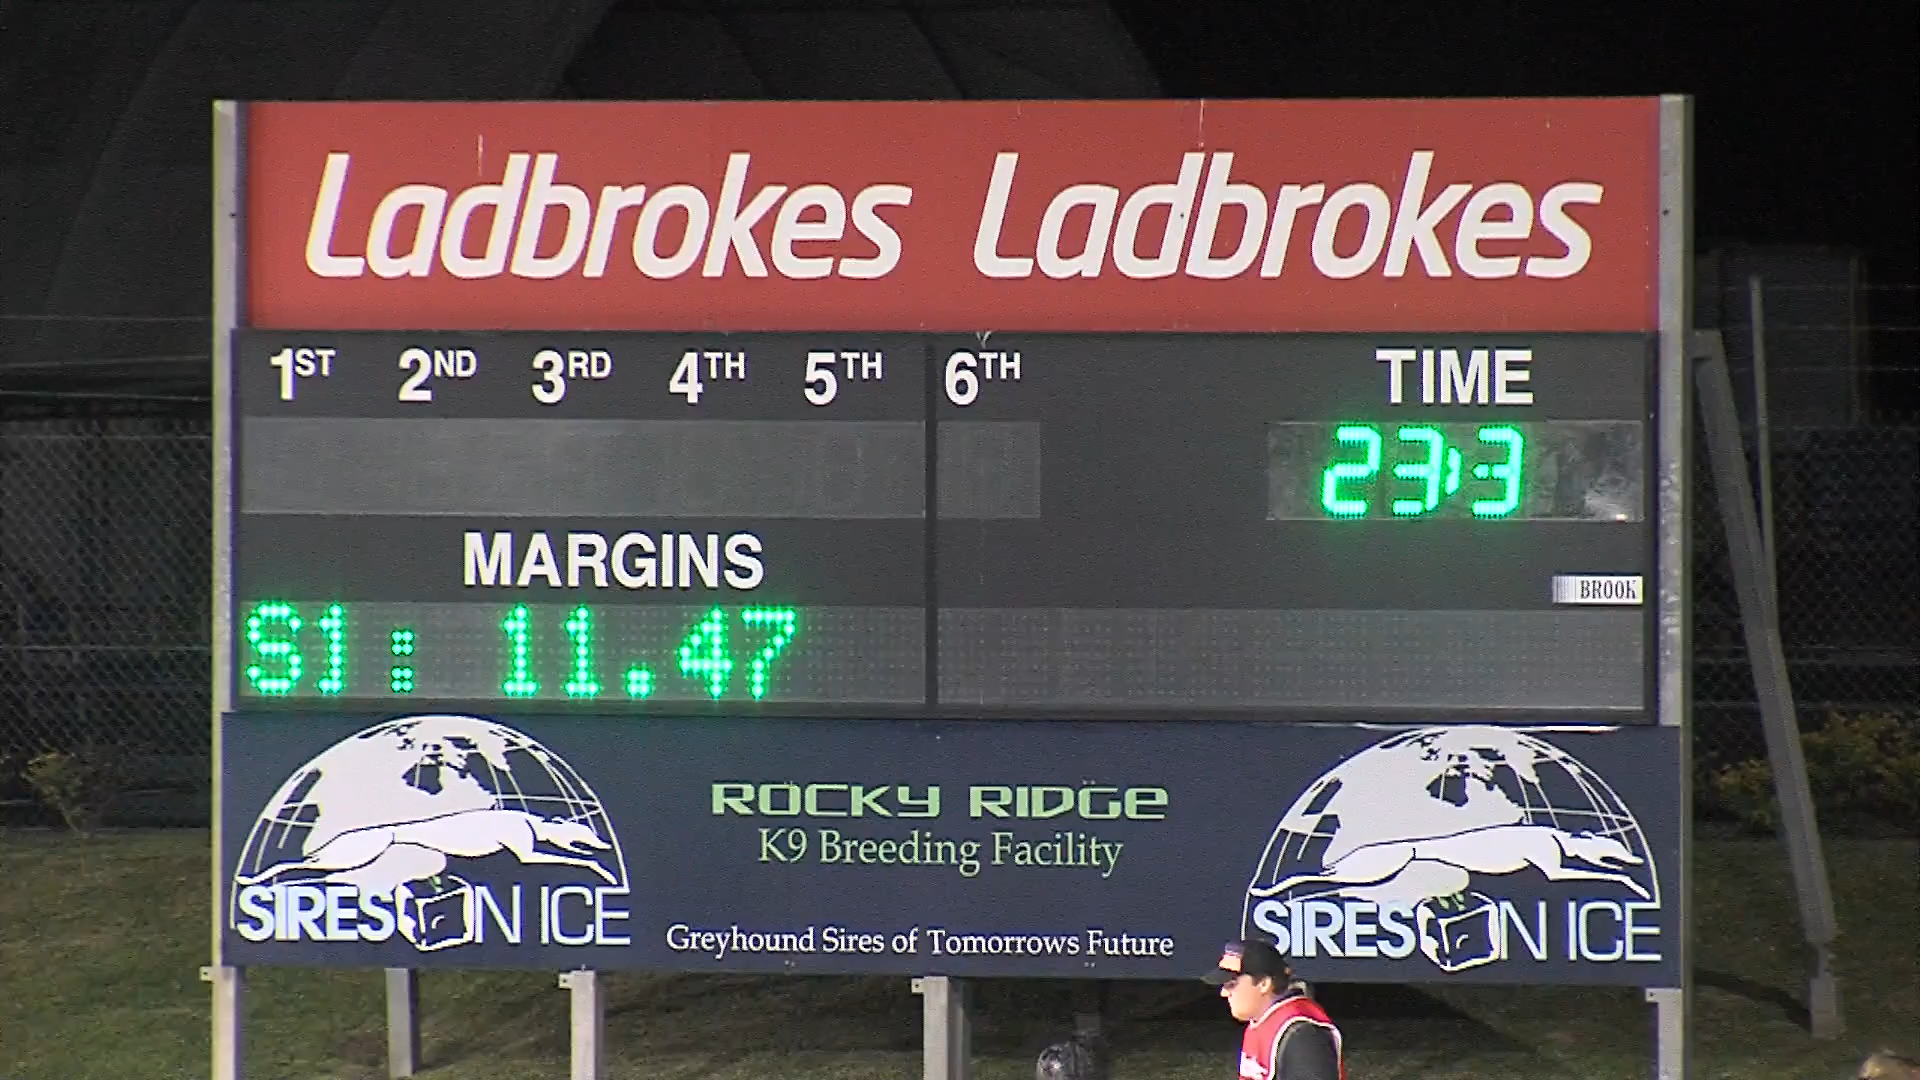 Ladbrokes Ladbrokes
1ST 2ND 3RD 4TH 5TH 6TH TIME
23:3
MARGINS
BROOK
S1: 11.47
ROCKY RIDGE
K9 Breeding Facility
SIRES ON ICE
Greyhound Sires of Tomorrows Future
SIRES ON ICE